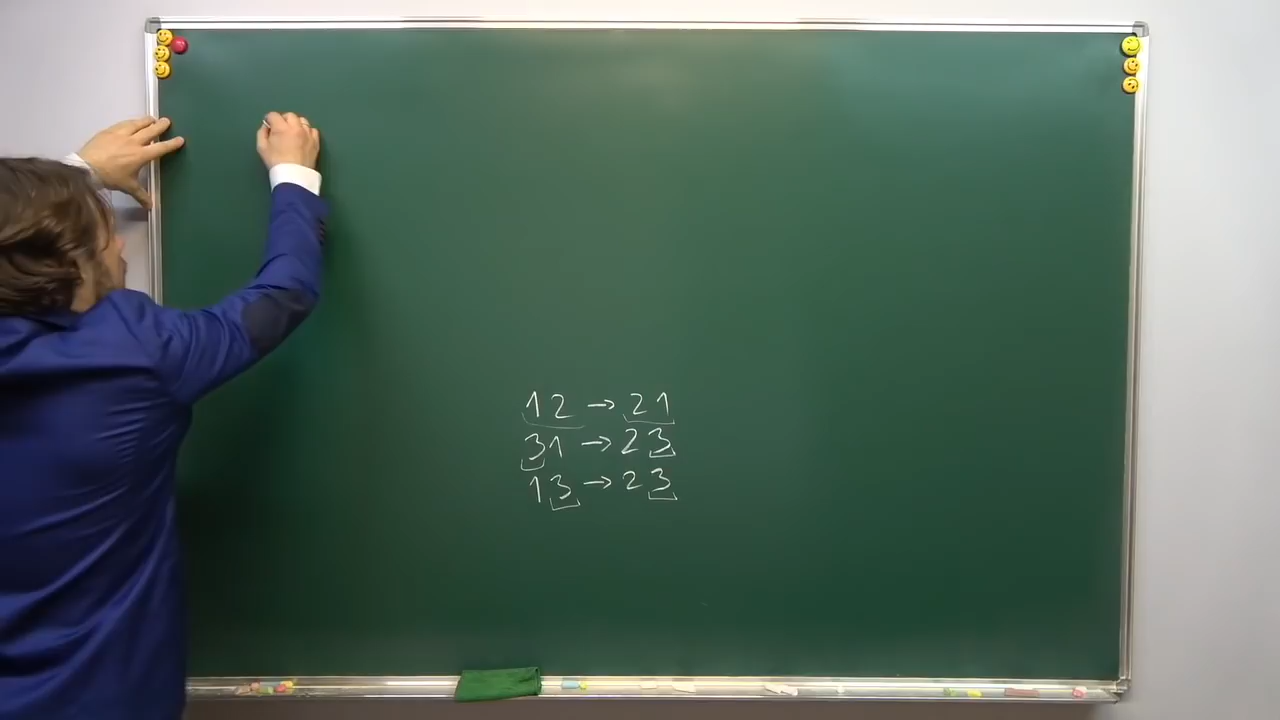 12 → 21
31 → 23
13 → 23